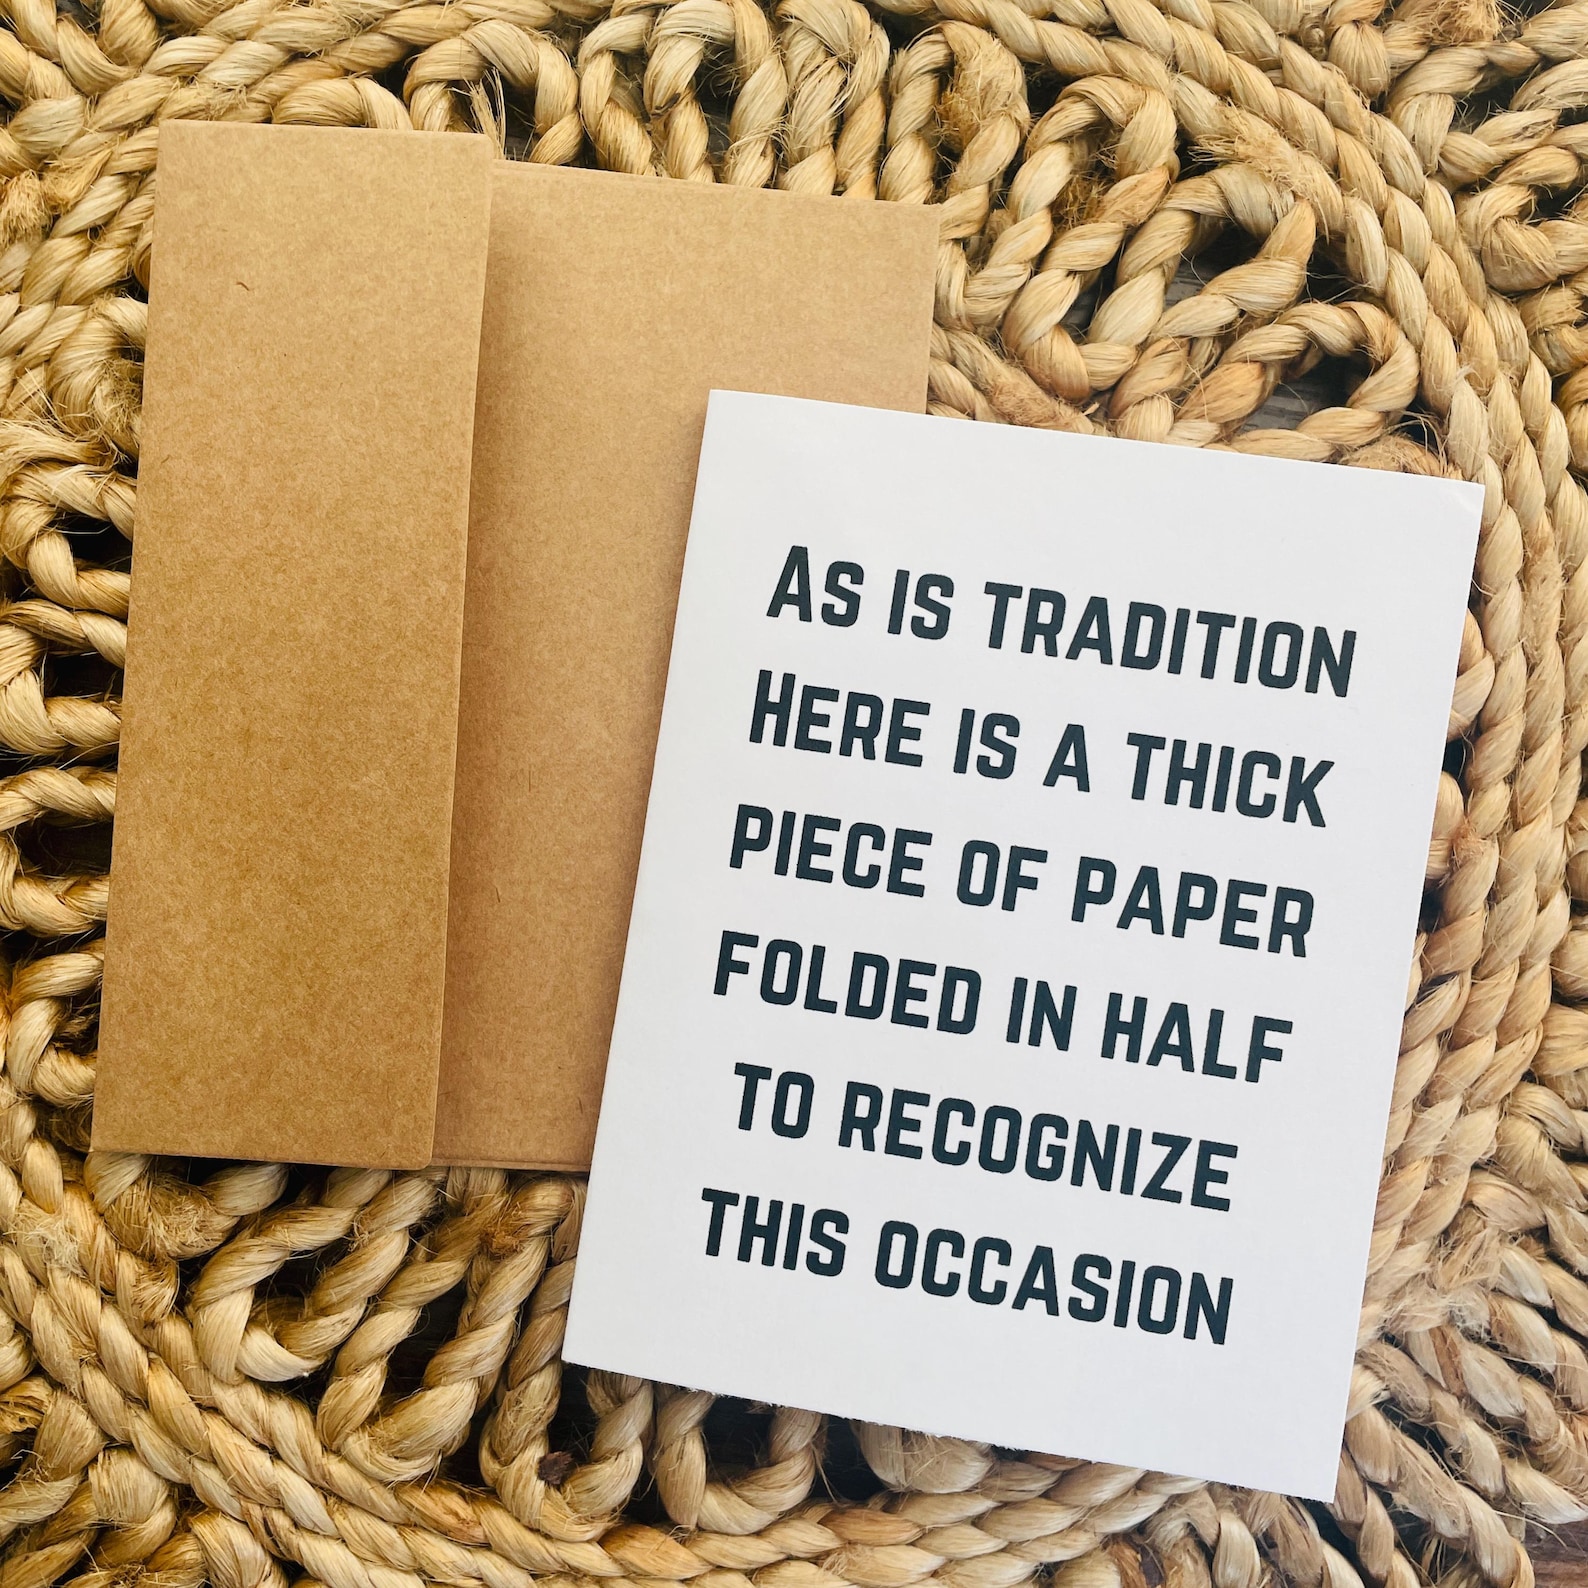 AS IS TRADITION
HERE IS A THICK
PIECE OF PAPER
FOLDED IN HALF
TO RECOGNIZE
THIS OCCASION